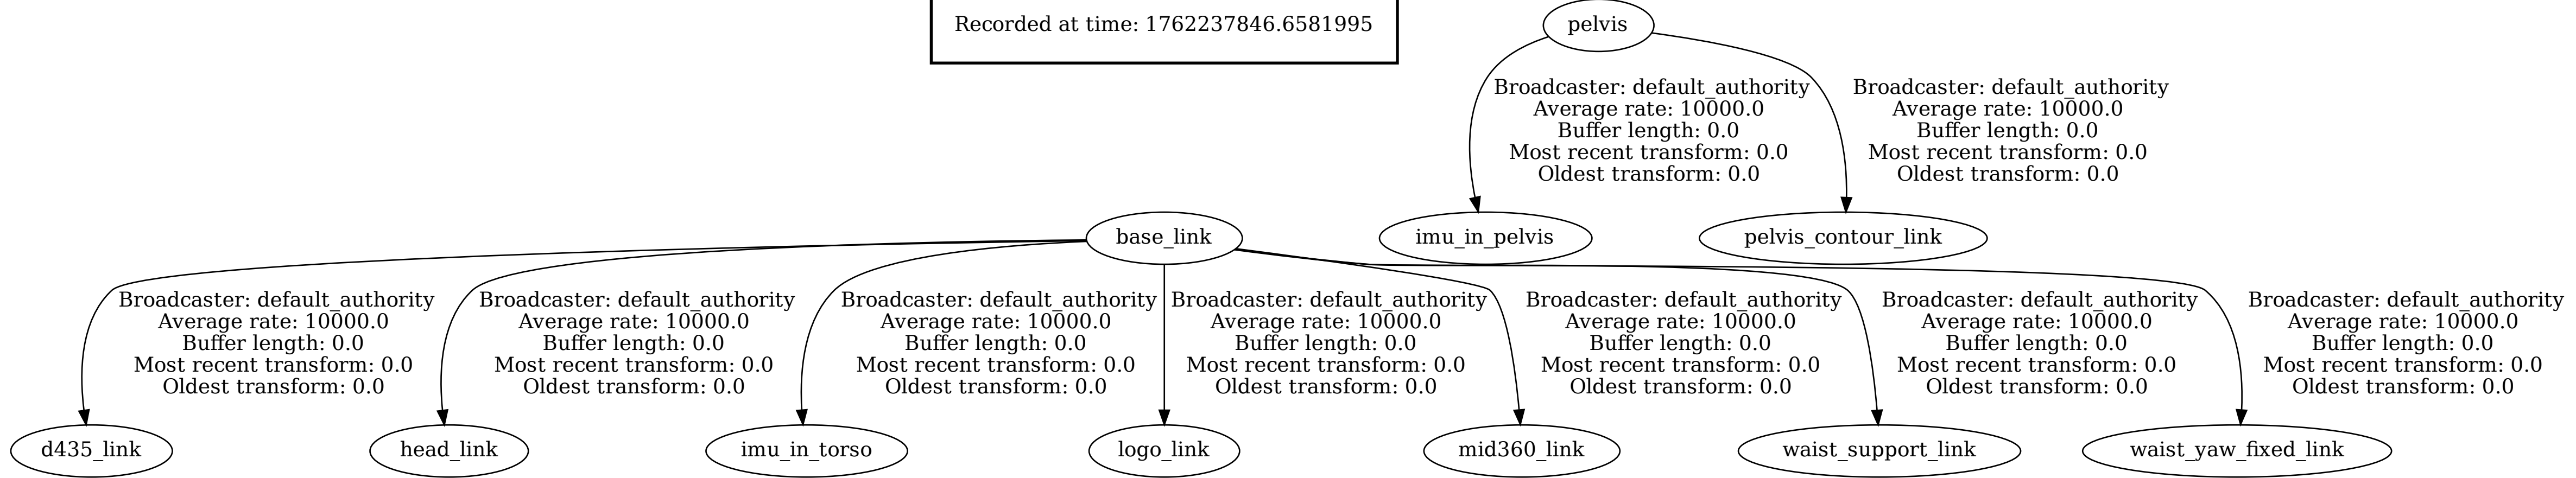 Recorded at time: 1762237846.6581995
pelvis
Broadcaster: default_authority
Average rate: 10000.0
Buffer length: 0.0
Most recent transform: 0.0
Oldest transform: 0.0
Broadcaster: default_authority
Average rate: 10000.0
Buffer length: 0.0
Most recent transform: 0.0
Oldest transform: 0.0
base_link
imu_in_pelvis
pelvis_contour_link
Broadcaster: default_authority
Average rate: 10000.0
Buffer length: 0.0
Most recent transform: 0.0
Oldest transform: 0.0
Broadcaster: default_authority
Average rate: 10000.0
Buffer length: 0.0
Most recent transform: 0.0
Oldest transform: 0.0
Broadcaster: default_authority
Average rate: 10000.0
Buffer length: 0.0
Most recent transform: 0.0
Oldest transform: 0.0
Broadcaster: default_authority
Average rate: 10000.0
Buffer length: 0.0
Most recent transform: 0.0
Oldest transform: 0.0
Broadcaster: default_authority
Average rate: 10000.0
Buffer length: 0.0
Most recent transform: 0.0
Oldest transform: 0.0
Broadcaster: default_authority
Average rate: 10000.0
Buffer length: 0.0
Most recent transform: 0.0
Oldest transform: 0.0
Broadcaster: default_authority
Average rate: 10000.0
Buffer length: 0.0
Most recent transform: 0.0
Oldest transform: 0.0
d435_link
head_link
imu_in_torso
logo_link
mid360_link
waist_support_link
waist_yaw_fixed_link